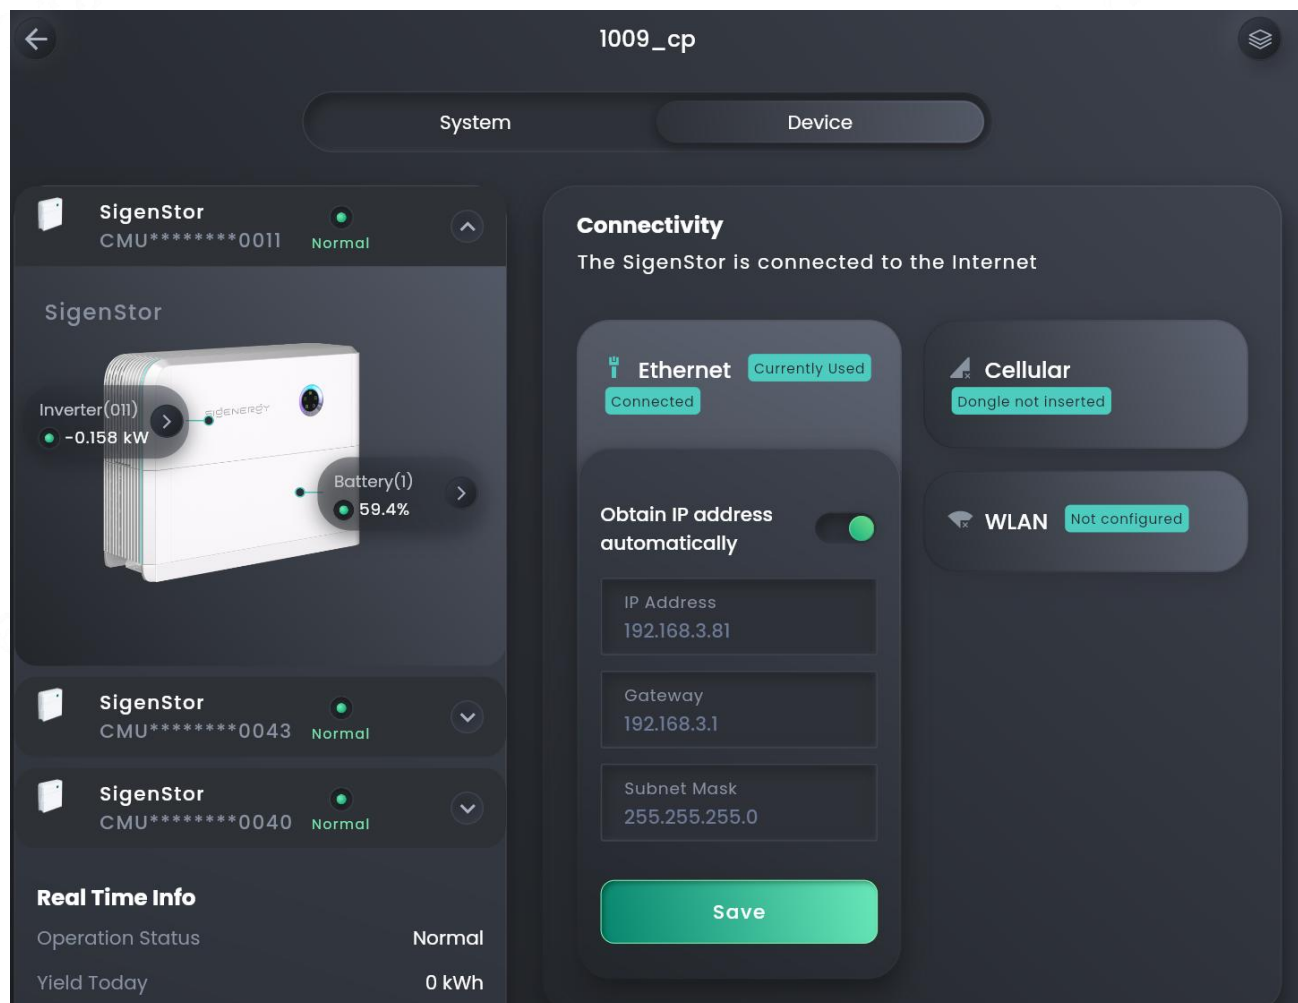 1009_cp
System
Device
SigenStor
CMU********0011
Normal
SigenStor
Inverter(011)
-0.158 kW
SIGENERGY
Battery(1)
59.4%
SigenStor
CMU********0043
Normal
SigenStor
CMU********0040
Normal
Real Time Info
Operation Status
Normal
Yield Today
0 kWh
Connectivity
The SigenStor is connected to the Internet
Ethernet
Currently Used
Connected
Obtain IP address
automatically
IP Address
192.168.3.81
Gateway
192.168.3.1
Subnet Mask
255.255.255.0
Save
Cellular
Dongle not inserted
WLAN
Not configured